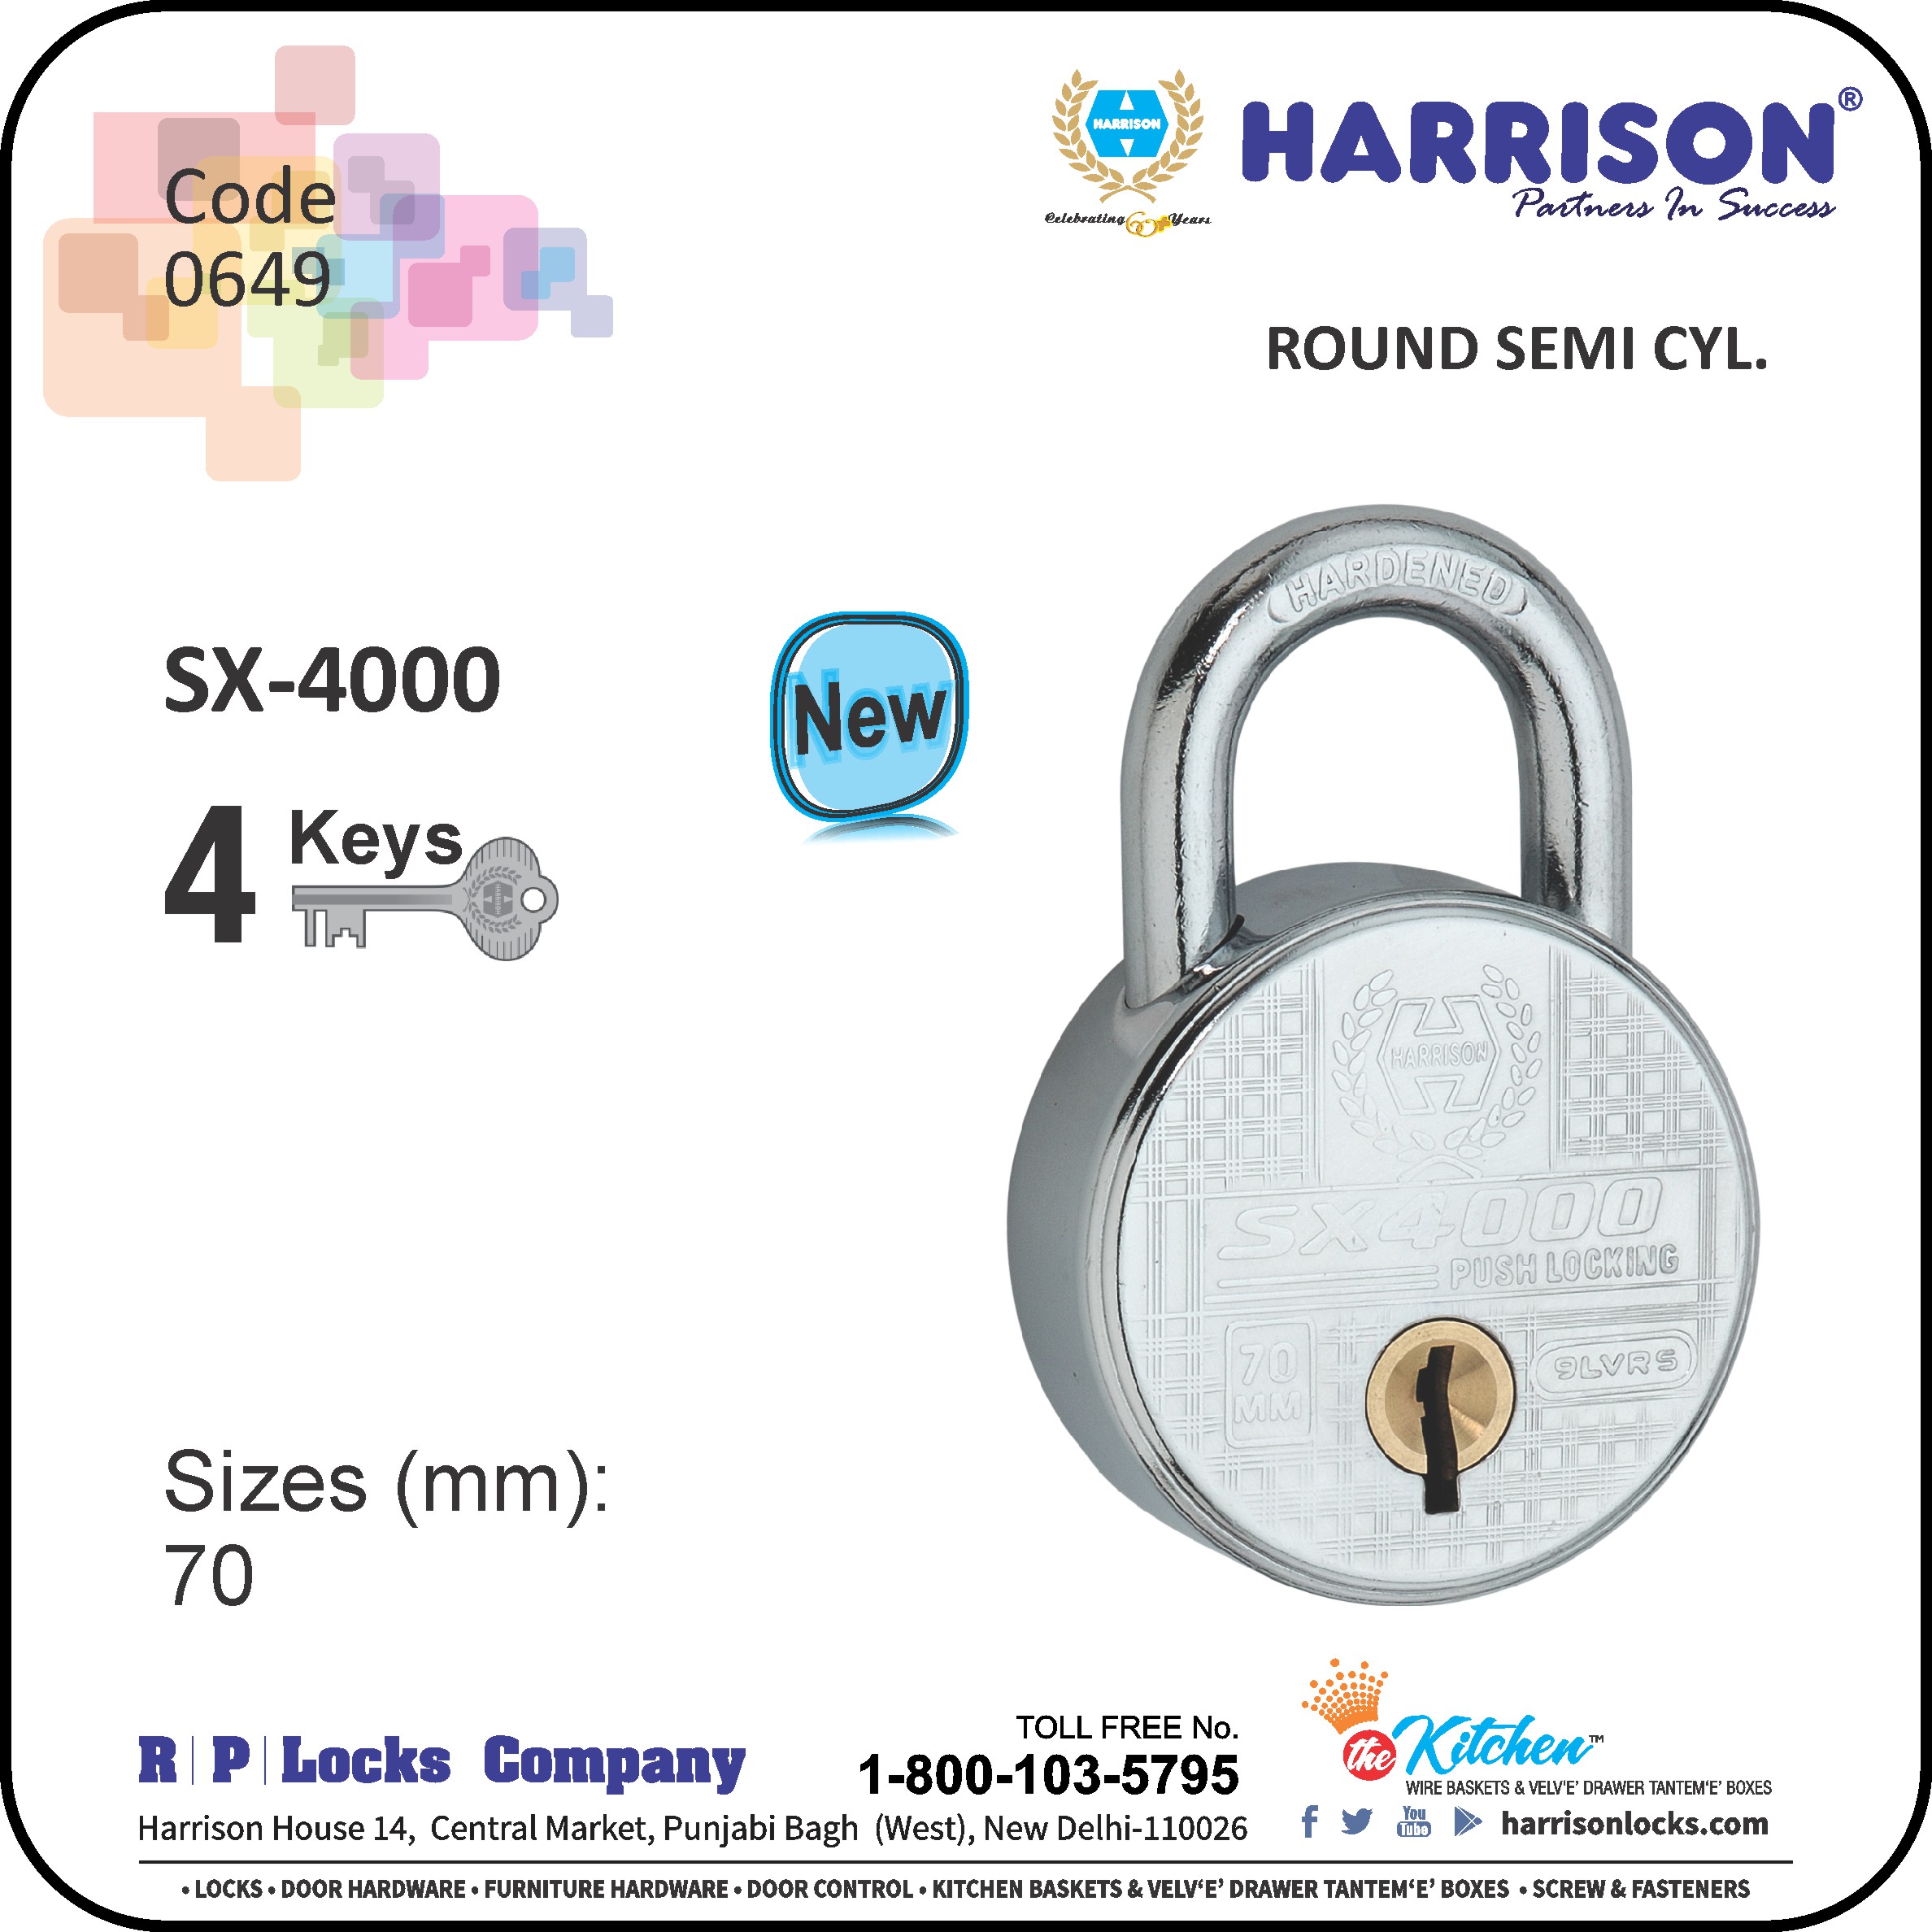 Code
0649
HARRISON
Celebrating 60+ Years
HARRISON®
Partners In Success
ROUND SEMI CYL.
SX-4000
New
4 Keys
HARRISON
HARDENED
HARRISON
SX4000
PUSH LOCKING
70
MM
9LVRS
Sizes (mm):
70
R P Locks Company
Harrison House 14, Central Market, Punjabi Bagh (West), New Delhi-110026
TOLL FREE No.
1-800-103-5795
the Kitchen™
WIRE BASKETS & VELV'E' DRAWER TANTEM'E' BOXES
f You Tube harrisonlocks.com
• LOCKS • DOOR HARDWARE • FURNITURE HARDWARE • DOOR CONTROL • KITCHEN BASKETS & VELV‘E’ DRAWER TANTEM‘E’ BOXES • SCREW & FASTENERS